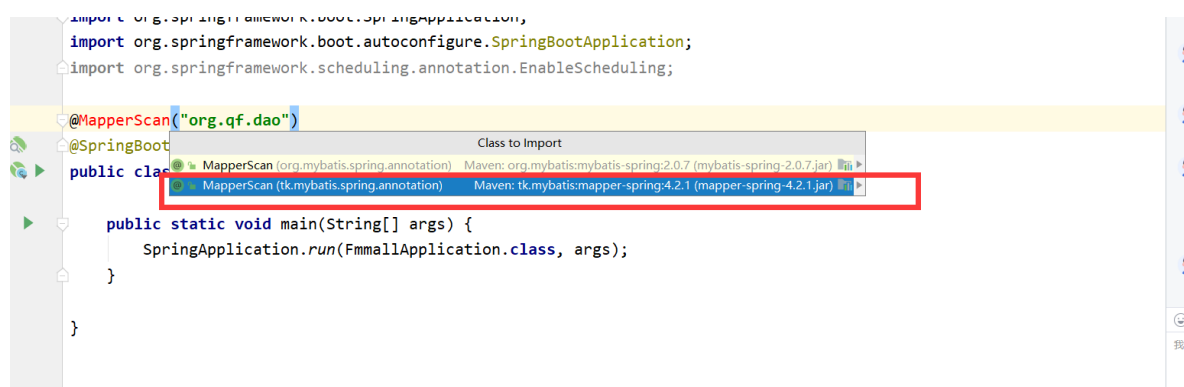 import org.springframework.boot.SpringApplication;
import org.springframework.boot.autoconfigure.SpringBootApplication;
import org.springframework.scheduling.annotation.EnableScheduling;
@MapperScan("org.qf.dao")
Class to Import
@SpringBoot
MapperScan (org.mybatis.spring.annotation) Maven: org.mybatis:mybatis-spring:2.0.7 (mybatis-spring-2.0.7.jar)
public clas
MapperScan (tk.mybatis.spring.annotation) Maven: tk.mybatis:mapper-spring:4.2.1 (mapper-spring-4.2.1.jar)
public static void main(String[] args) {
SpringApplication.run(FmmallApplication.class, args);
}
}
我